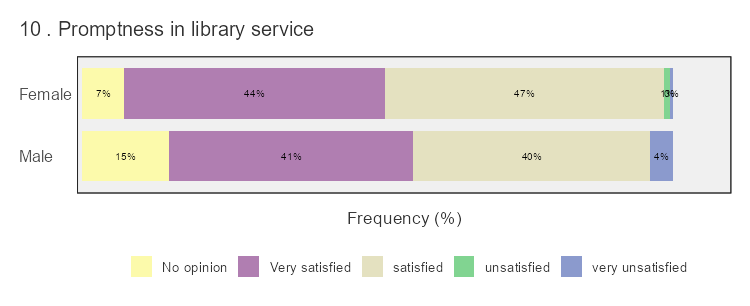 10 . Promptness in library service
Female 7% 44% 47%
Male 15% 41% 40% 4%
Frequency (%)
No opinion Very satisfied satisfied unsatisfied very unsatisfied